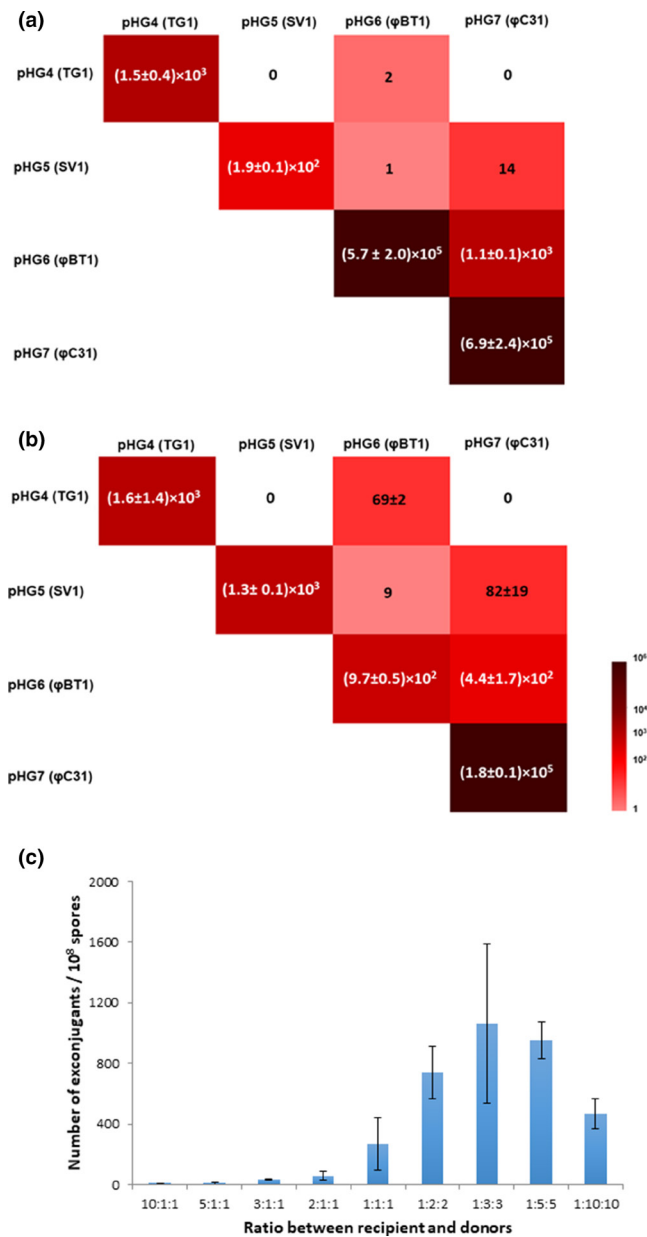 (a)
pHG4 (TG1) pHG5 (SV1) pHG6 (φBT1) pHG7 (φC31)
pHG4 (TG1) (1.5±0.4)×10³ 0 2 0
pHG5 (SV1) (1.9±0.1)×10² 1 14
pHG6 (φBT1) (5.7 ± 2.0)×10⁵ (1.1±0.1)×10³
pHG7 (φC31) (6.9±2.4)×10⁵
(b)
pHG4 (TG1) pHG5 (SV1) pHG6 (φBT1) pHG7 (φC31)
pHG4 (TG1) (1.6±1.4)×10³ 0 69±2 0
pHG5 (SV1) (1.3± 0.1)×10³ 9 82±19
pHG6 (φBT1) (9.7±0.5)×10² (4.4±1.7)×10²
pHG7 (φC31) (1.8±0.1)×10⁵
10⁴
10³
10²
1
(c)
Number of exconjugants / 10⁸ spores
2000
1600
1200
800
400
0
10:1:1 5:1:1 3:1:1 2:1:1 1:1:1 1:2:2 1:3:3 1:5:5 1:10:10
Ratio between recipient and donors